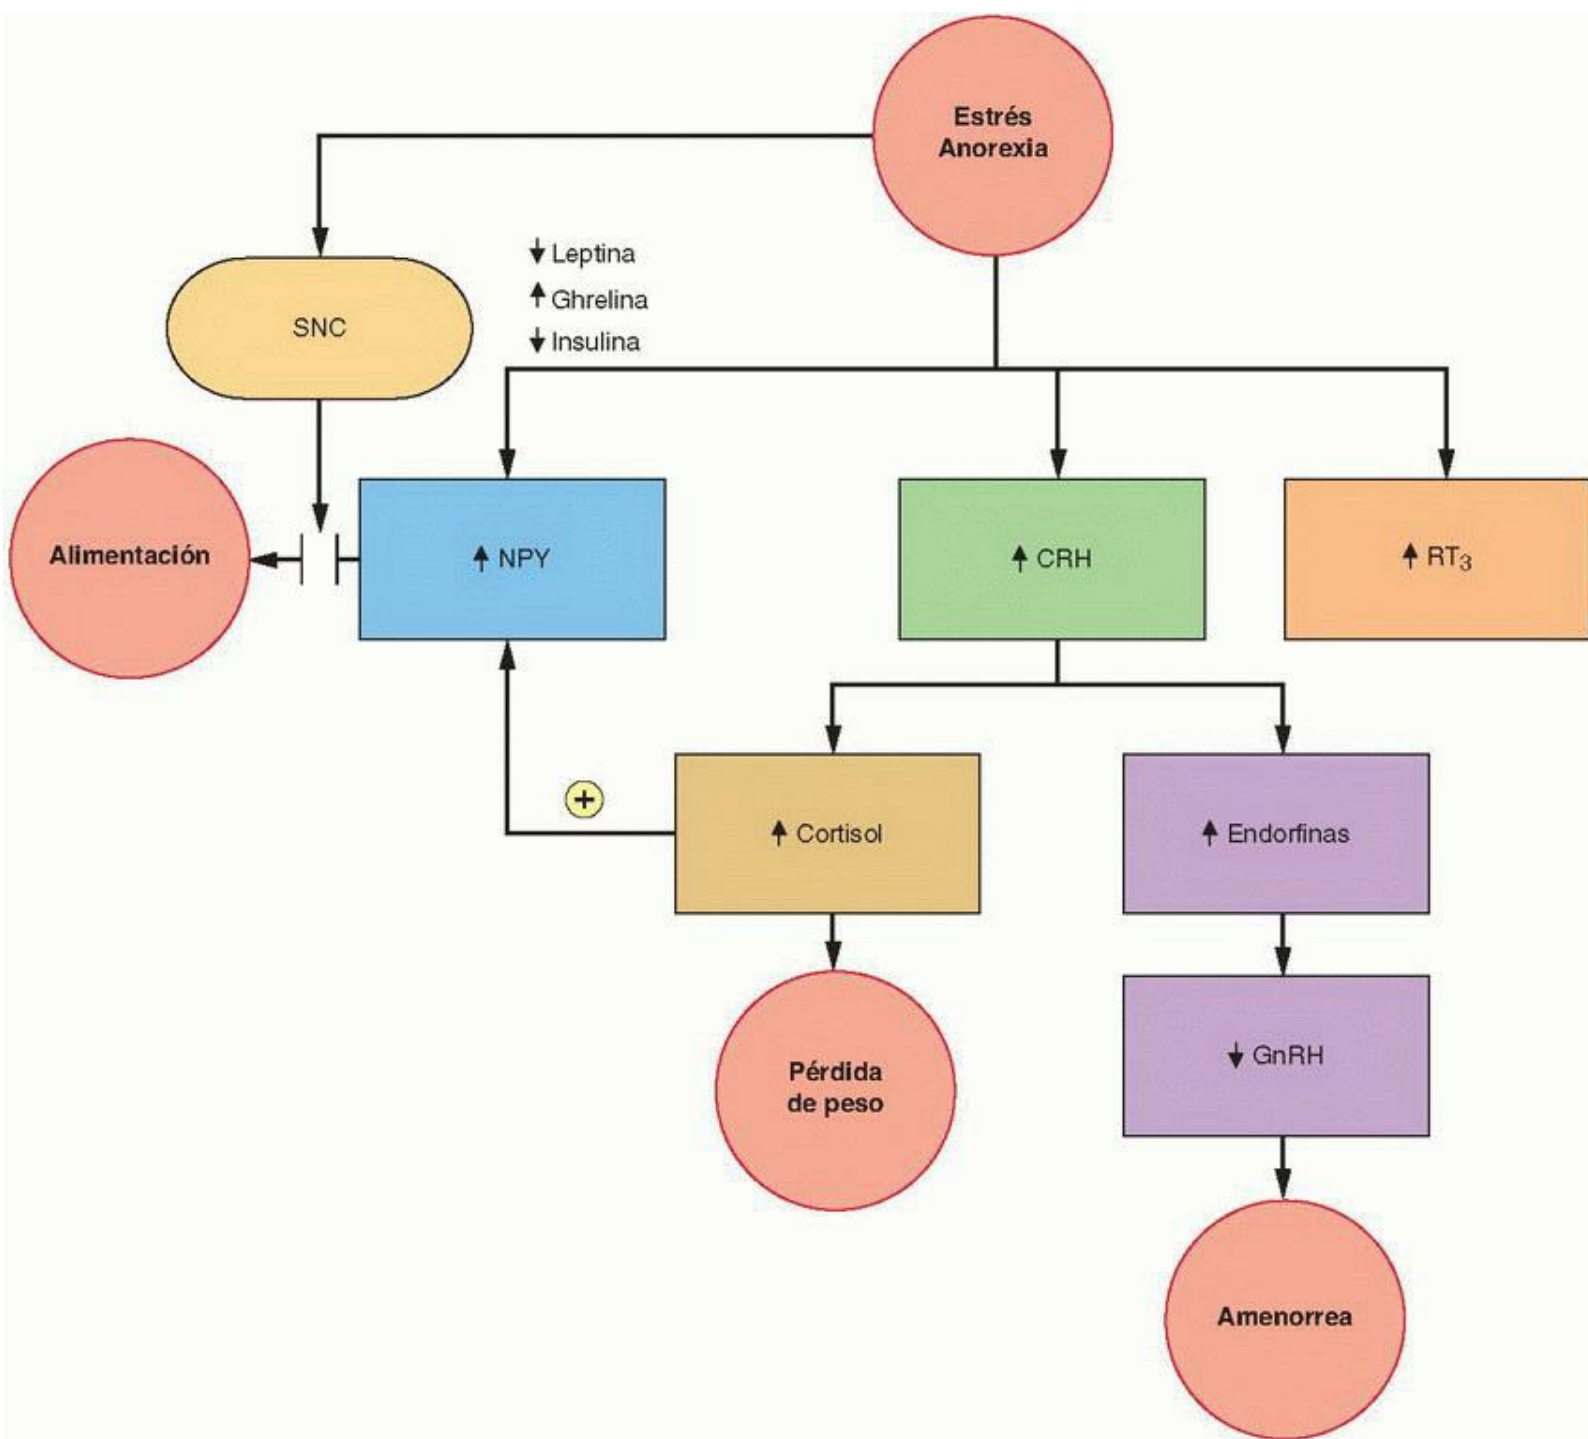 Estrés
Anorexia
↓ Leptina
↑ Ghrelina
↓ Insulina
SNC
Alimentación
↑ NPY
↑ CRH
↑ RT₃
+
↑ Cortisol
↑ Endorfinas
Pérdida
de peso
↓ GnRH
Amenorrea